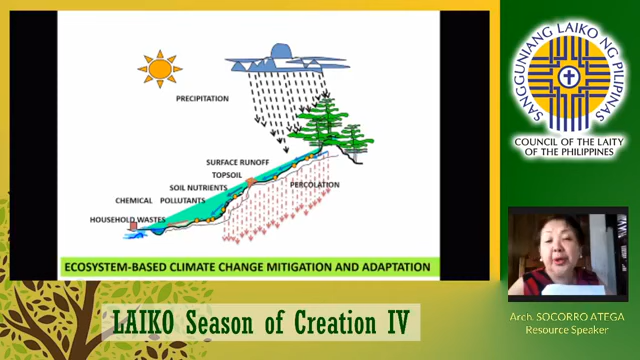 PRECIPITATION
SURFACE RUNOFF
TOPSOIL
SOIL NUTRIENTS
PERCOLATION
CHEMICAL POLLUTANTS
HOUSEHOLD WASTES
ECOSYSTEM-BASED CLIMATE CHANGE MITIGATION AND ADAPTATION
LAIKO Season of Creation IV
SANGGUNIANG LAIKO NG PILIPINAS
COUNCIL OF THE LAITY
OF THE PHILIPPINES
Arch. SOCORRO ATEGA
Resource Speaker